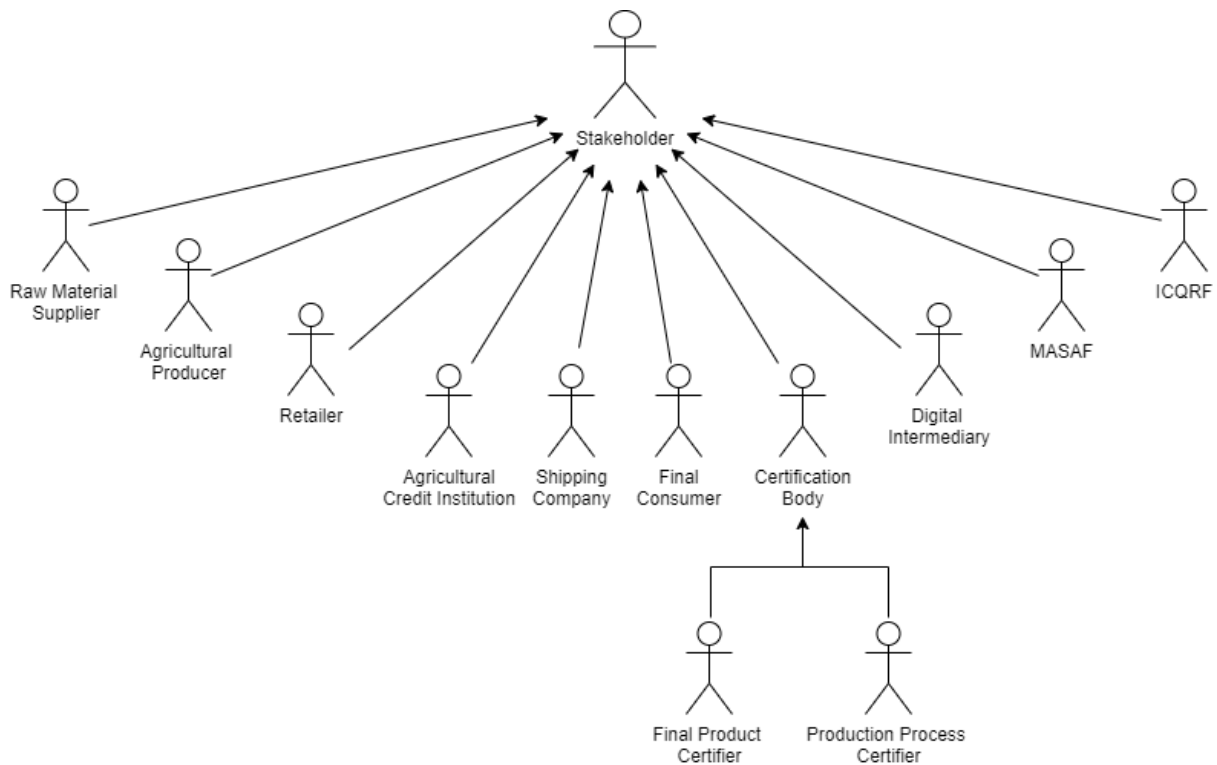 Stakeholder
Raw Material
Supplier
Agricultural
Producer
Retailer
Agricultural
Credit Institution
Shipping
Company
Final
Consumer
Certification
Body
Digital
Intermediary
MASAF
ICQRF
Final Product
Certifier
Production Process
Certifier